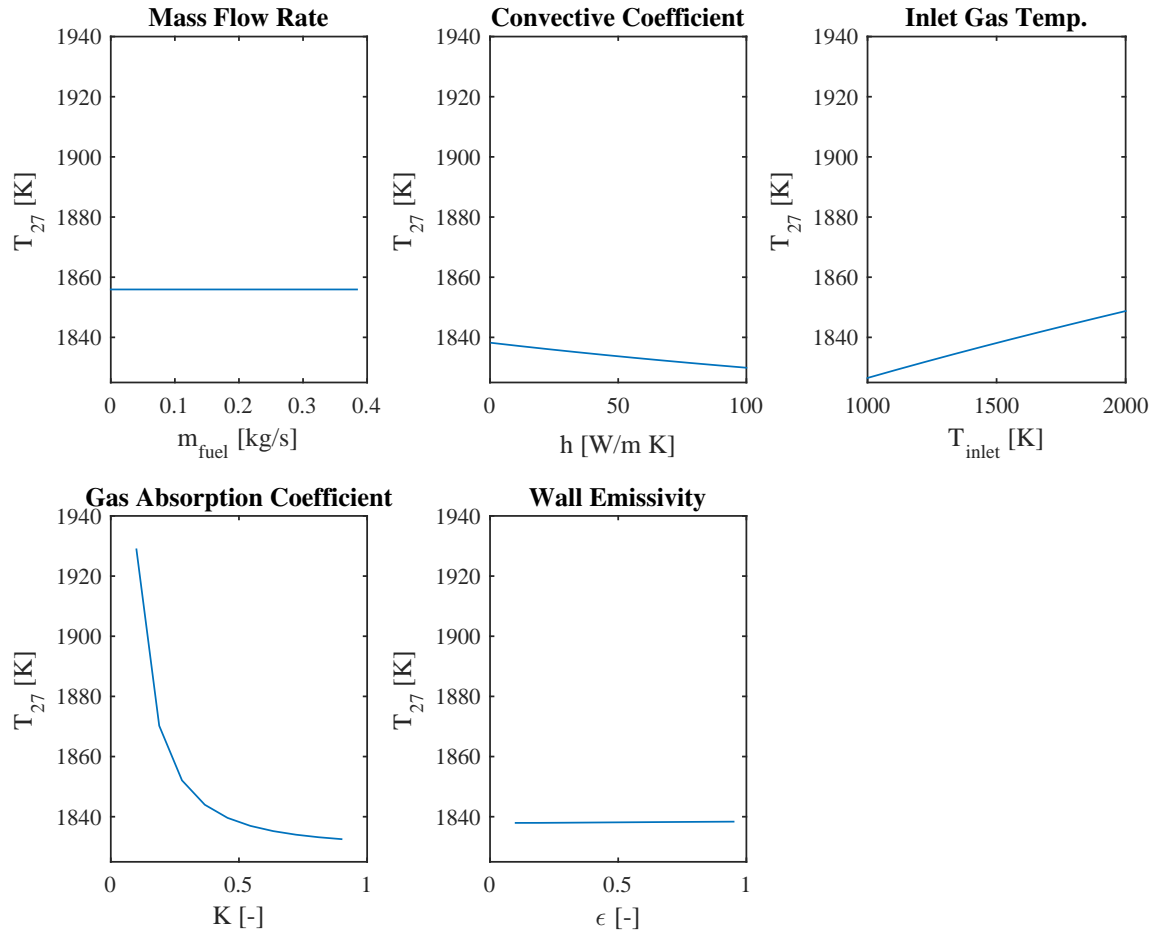 Mass Flow Rate
1940
1920
1900
1880
1860
1840
T27 [K]
0 0.1 0.2 0.3 0.4
mfuel [kg/s]
Convective Coefficient
1940
1920
1900
1880
1860
1840
T27 [K]
0 50 100
h [W/m K]
Inlet Gas Temp.
1940
1920
1900
1880
1860
1840
T27 [K]
1000 1500 2000
Tinlet [K]
Gas Absorption Coefficient
1940
1920
1900
1880
1860
1840
T27 [K]
0 0.5 1
K [-]
Wall Emissivity
1940
1920
1900
1880
1860
1840
T27 [K]
0 0.5 1
ϵ [-]